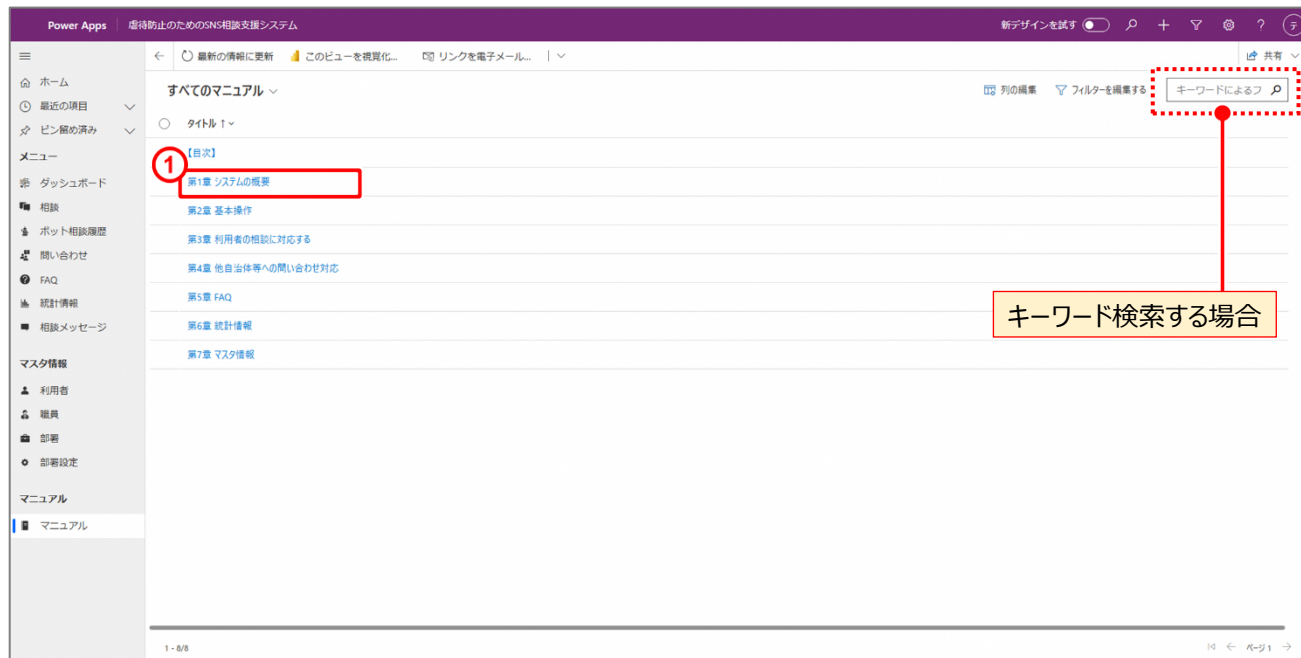 Power Apps 虐待防止のためのSNS相談支援システム 新デザインを試す テ
最新の情報に更新 このビューを視覚化... リンクを電子メール... 共有
ホーム
最近の項目
ピン留め済み
メニュー
ダッシュボード
相談
ボット相談履歴
問い合わせ
FAQ
統計情報
相談メッセージ
マスタ情報
利用者
職員
部署
部署設定
マニュアル
マニュアル
すべてのマニュアル 列の編集 フィルターを編集する キーワードによるフ
タイトル ↑
【目次】
1
第1章 システムの概要
第2章 基本操作
第3章 利用者の相談に対応する
第4章 他自治体等への問い合わせ対応
第5章 FAQ
第6章 統計情報
第7章 マスタ情報
キーワード検索する場合
1 - 8/8 ページ 1